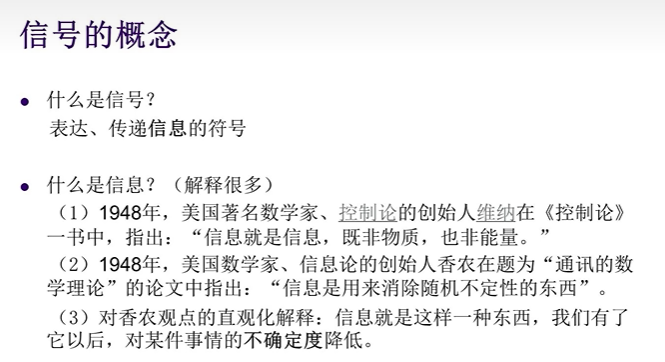 信号的概念
什么是信号？
表达、传递信息的符号
什么是信息？（解释很多）
（1）1948年，美国著名数学家、控制论的创始人维纳在《控制论》
一书中，指出：“信息就是信息，既非物质，也非能量。”
（2）1948年，美国数学家、信息论的创始人香农在题为“通讯的数
学理论”的论文中指出：“信息是用来消除随机不定性的东西”。
（3）对香农观点的直观化解释：信息就是这样一种东西，我们有了
它以后，对某件事情的不确定度降低。